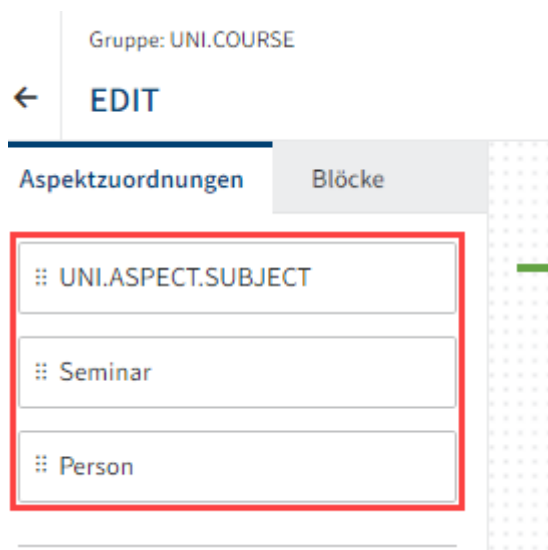 Gruppe: UNI.COURSE
EDIT
Aspektzuordnungen Blöcke
UNI.ASPECT.SUBJECT
Seminar
Person